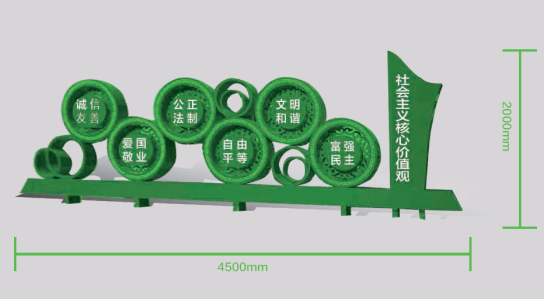 诚信
友善
爱国
敬业
公正
法制
自由
平等
文明
和谐
富强
民主
社会主义核心价值观
2000mm
4500mm